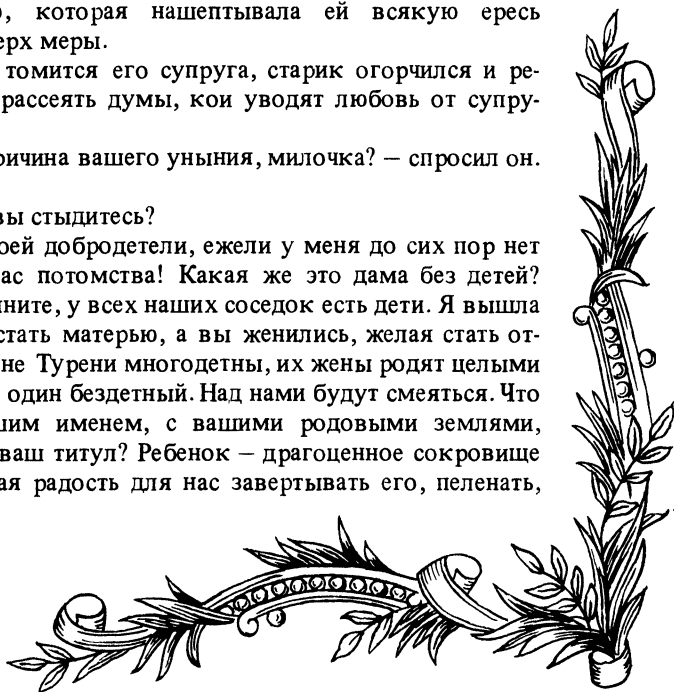 которая нашептывала ей всякую ересь
верх меры.
томится его супруга, старик огорчился и ре-
рассеять думы, кои уводят любовь от супру-
ричина вашего уныния, милочка? — спросил он.
вы стыдитесь?
оей добродетели, ежели у меня до сих пор нет
ас потомства! Какая же это дама без детей?
ните, у всех наших соседок есть дети. Я вышла
стать матерью, а вы женились, желая стать от-
не Турени многодетны, их жены родят целыми
один бездетный. Над нами будут смеяться. Что
шим именем, с вашими родовыми землями,
ваш титул? Ребенок — драгоценное сокровище
ая радость для нас завертывать его, пеленать,